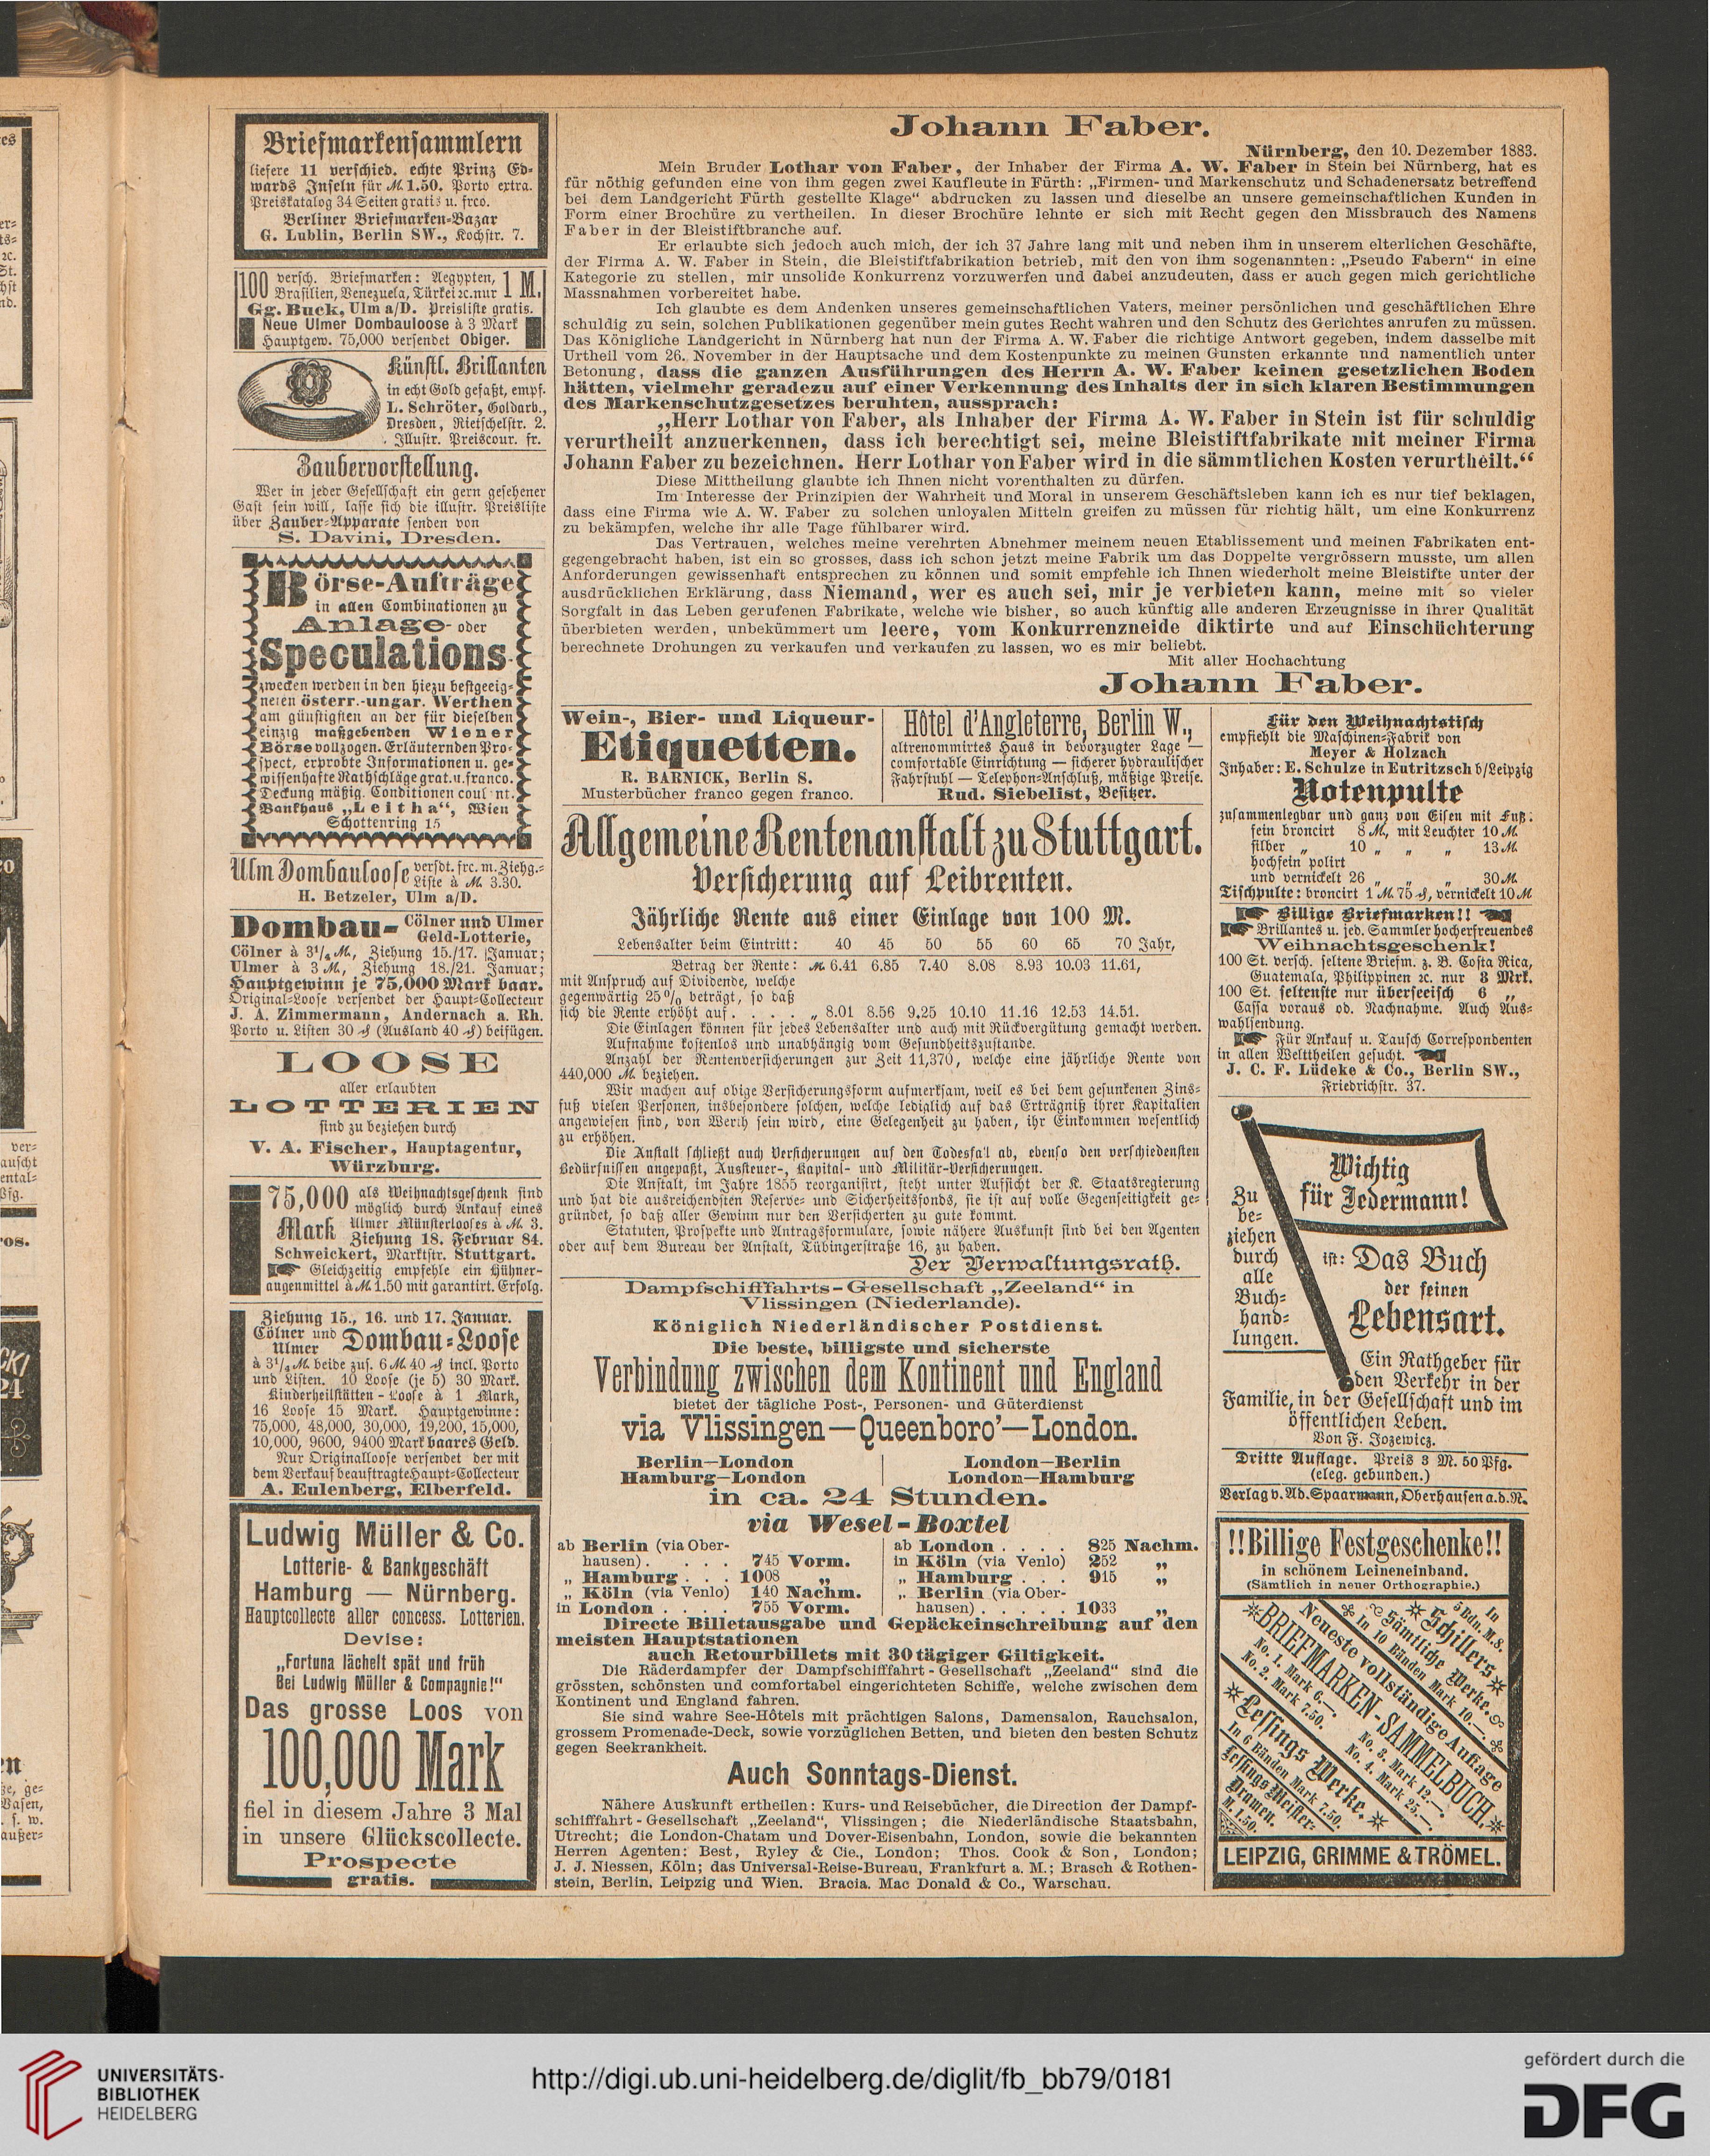 Briefmarkensammlern
liefere 11 verschied. echte Prinz Ed-
wards Inseln für M. 1.50. Porto extra.
Preiskatalog 34 Seiten gratis u. frco.
Berliner Briefmarken-Bazar
G. Lublin, Berlin SW., Kochstr. 7.
100 versch. Briefmarken: Aegypten,
Brasilien, Venezuela, Türkei ꝛc. nur 1 M.
Gg. Buck, Ulm a/D. Preisliste gratis.
Neue Ulmer Dombauloose à 3 Mark
Hauptgew. 75,000 versendet Obiger.
Künstl. Brillanten
in echt Gold gefaßt, empf.
L. Schröter, Goldarb.,
Dresden, Rietschelstr. 2.
Illustr. Preiscour. fr.
Zaubervorstellung.
Wer in jeder Gesellschaft ein gern gesehener
Gast sein will, lasse sich die illustr. Preisliste
über Zauber-Apparate senden von
S. Davini, Dresden.
Börse-Aufträge
in allen Combinationen zu
Anlage- oder
Speculations-
zwecken werden in den hiezu bestgeeig-
neten österr.-ungar. Werthen
am günstigsten an der für dieselben
einzig maßgebenden Wiener
Börse vollzogen. Erläuternden Pro-
spect, erprobte Informationen u. ge-
wissenhafte Rathschläge grat. u. franco.
Deckung mäßig. Conditionen coul nt.
Bankhaus „Leitha“, Wien
Schottenring 15
Ulm Dombauloose versdt. frc. m. Ziehg.-
Liste à M. 3.30.
H. Betzeler, Ulm a/D.
Dombau- Cölner und Ulmer
Geld-Lotterie,
Cölner à 3½ M., Ziehung 15./17. Januar;
Ulmer à 3 M., Ziehung 18./21. Januar;
Hauptgewinn je 75,000 Mark baar.
Original-Loose versendet der Haupt-Collecteur
J. A. Zimmermann, Andernach a. Rh.
Porto u. Listen 30 ₰ (Ausland 40 ₰) beifügen.
LOOSE
aller erlaubten
LOTTERIEN
sind zu beziehen durch
V. A. Fischer, Hauptagentur,
Würzburg.
75,000 als Weihnachtsgeschenk sind
möglich durch Ankauf eines
Mark Ulmer Münsterlooses à M. 3.
Ziehung 18. Februar 84.
Schweickert, Marktstr. Stuttgart.
Gleichzeitig empfehle ein Hühner-
augenmittel à M. 1.50 mit garantirt. Erfolg.
Ziehung 15., 16. und 17. Januar.
Cölner und Ulmer Dombau-Loose
à 3½ M. beide zus. 6 M. 40 ₰ incl. Porto
und Listen. 10 Loose (je 5) 30 Mark.
Kinderheilstätten-Loose à 1 Mark,
16 Loose 15 Mark. Hauptgewinne:
75,000, 48,000, 30,000, 19,200, 15,000,
10,000, 9600, 9400 Mark baares Geld.
Nur Originalloose versendet der mit
dem Verkauf beauftragte Haupt-Collecteur
A. Eulenberg, Elberfeld.
Ludwig Müller & Co.
Lotterie- & Bankgeschäft
Hamburg — Nürnberg.
Hauptcollecte aller concess. Lotterien.
Devise:
„Fortuna lächelt spät und früh
Bei Ludwig Müller & Compagnie!“
Das grosse Loos von
100,000 Mark
fiel in diesem Jahre 3 Mal
in unsere Glückscollecte.
Prospecte
gratis.
Johann Faber.
Nürnberg, den 10. Dezember 1883.
Mein Bruder Lothar von Faber, der Inhaber der Firma A. W. Faber in Stein bei Nürnberg, hat es
für nöthig gefunden eine von ihm gegen zwei Kaufleute in Fürth: „Firmen- und Markenschutz und Schadenersatz betreffend
bei dem Landgericht Fürth gestellte Klage“ abdrucken zu lassen und dieselbe an unsere gemeinschaftlichen Kunden in
Form einer Brochüre zu vertheilen. In dieser Brochüre lehnte er sich mit Recht gegen den Missbrauch des Namens
Faber in der Bleistiftbranche auf.
Er erlaubte sich jedoch auch mich, der ich 37 Jahre lang mit und neben ihm in unserem elterlichen Geschäfte,
der Firma A. W. Faber in Stein, die Bleistiftfabrikation betrieb, mit den von ihm sogenannten: „Pseudo Fabern“ in eine
Kategorie zu stellen, mir unsolide Konkurrenz vorzuwerfen und dabei anzudeuten, dass er auch gegen mich gerichtliche
Massnahmen vorbereitet habe.
Ich glaubte es dem Andenken unseres gemeinschaftlichen Vaters, meiner persönlichen und geschäftlichen Ehre
schuldig zu sein, solchen Publikationen gegenüber mein gutes Recht wahren und den Schutz des Gerichtes anrufen zu müssen.
Das Königliche Landgericht in Nürnberg hat nun der Firma A. W. Faber die richtige Antwort gegeben, indem dasselbe mit
Urtheil vom 26. November in der Hauptsache und dem Kostenpunkte zu meinen Gunsten erkannte und namentlich unter
Betonung, dass die ganzen Ausführungen des Herrn A. W. Faber keinen gesetzlichen Boden
hätten, vielmehr geradezu auf einer Verkennung des Inhalts der in sich klaren Bestimmungen
des Markenschutzgesetzes beruhten, aussprach:
„Herr Lothar von Faber, als Inhaber der Firma A. W. Faber in Stein ist für schuldig
verurtheilt anzuerkennen, dass ich berechtigt sei, meine Bleistiftfabrikate mit meiner Firma
Johann Faber zu bezeichnen. Herr Lothar von Faber wird in die sämmtlichen Kosten verurtheilt.“
Diese Mittheilung glaubte ich Ihnen nicht vorenthalten zu dürfen.
Im Interesse der Prinzipien der Wahrheit und Moral in unserem Geschäftsleben kann ich es nur tief beklagen,
dass eine Firma wie A. W. Faber zu solchen unloyalen Mitteln greifen zu müssen für richtig hält, um eine Konkurrenz
zu bekämpfen, welche ihr alle Tage fühlbarer wird.
Das Vertrauen, welches meine verehrten Abnehmer meinem neuen Etablissement und meinen Fabrikaten ent-
gegengebracht haben, ist ein so grosses, dass ich schon jetzt meine Fabrik um das Doppelte vergrössern musste, um allen
Anforderungen gewissenhaft entsprechen zu können und somit empfehle ich Ihnen wiederholt meine Bleistifte unter der
ausdrücklichen Erklärung, dass Niemand, wer es auch sei, mir je verbieten kann, meine mit so vieler
Sorgfalt in das Leben gerufenen Fabrikate, welche wie bisher, so auch künftig alle anderen Erzeugnisse in ihrer Qualität
überbieten werden, unbekümmert um leere, vom Konkurrenzneide diktirte und auf Einschüchterung
berechnete Drohungen zu verkaufen und verkaufen zu lassen, wo es mir beliebt.
Mit aller Hochachtung
Johann Faber.
Wein-, Bier- und Liqueur-
Etiquetten.
R. BARNICK, Berlin S.
Musterbücher franco gegen franco.
Hôtel d'Angleterre, Berlin W.,
altrenommirtes Haus in bevorzugter Lage —
comfortable Einrichtung — sicherer hydraulischer
Fahrstuhl — Telephon-Anschluß, mäßige Preise.
Rud. Siebelist, Besitzer.
Allgemeine Rentenanstalt zu Stuttgart.
Versicherung auf Leibrenten.
Jährliche Rente aus einer Einlage von 100 M.
Lebensalter beim Eintritt: 40 45 50 55 60 65 70 Jahr,
Betrag der Rente: M. 6.41 6.85 7.40 8.08 8.93 10.03 11.61,
mit Anspruch auf Dividende, welche
gegenwärtig 25% beträgt, so daß
sich die Rente erhöht auf . . . . „ 8.01 8.56 9.25 10.10 11.16 12.53 14.51.
Die Einlagen können für jedes Lebensalter und auch mit Rückvergütung gemacht werden.
Aufnahme kostenlos und unabhängig vom Gesundheitszustande.
Anzahl der Rentenversicherungen zur Zeit 11,370, welche eine jährliche Rente von
440,000 M. beziehen.
Wir machen auf obige Versicherungsform aufmerksam, weil es bei dem gesunkenen Zins-
fuß vielen Personen, insbesondere solchen, welche lediglich auf das Erträgniß ihrer Kapitalien
angewiesen sind, von Werth sein wird, eine Gelegenheit zu haben, ihr Einkommen wesentlich
zu erhöhen.
Die Anstalt schließt auch Versicherungen auf den Todesfa'l ab, ebenso den verschiedensten
Bedürfnissen angepaßt, Aussteuer-, Kapital- und Militär-Versicherungen.
Die Anstalt, im Jahre 1855 reorganisirt, steht unter Aufsicht der K. Staatsregierung
und hat die ausreichendsten Reserve- und Sicherheitsfonds, sie ist auf volle Gegenseitigkeit ge-
gründet, so daß aller Gewinn nur den Versicherten zu gute kommt.
Statuten, Prospekte und Antragsformulare, sowie nähere Auskunft sind bei den Agenten
oder auf dem Bureau der Anstalt, Tübingerstraße 16, zu haben.
Der Verwaltungsrath.
Dampfschifffahrts-Gesellschaft „Zeeland“ in
Vlissingen (Niederlande).
Königlich Niederländischer Postdienst.
Die beste, billigste und sicherste
Verbindung zwischen dem Kontinent und England
bietet der tägliche Post-, Personen- und Güterdienst
via Vlissingen—Queenboro'—London.
Berlin—London London—Berlin
Hamburg—London London—Hamburg
in ca. 24 Stunden.
via Wesel-Boxtel
ab Berlin (via Ober-
hausen) . . . . . 745 Vorm.
„ Hamburg . . . 1008 „
„ Köln (via Venlo) 140 Nachm.
in London . . . . 755 Vorm.
ab London . . . . 825 Nachm.
in Köln (via Venlo) 252 „
„ Hamburg . . . 915 „
„ Berlin (via Ober-
hausen) . . . . . 1033 „
Directe Billetausgabe und Gepäckeinschreibung auf den
meisten Hauptstationen
auch Retourbillets mit 30tägiger Giltigkeit.
Die Räderdampfer der Dampfschifffahrt-Gesellschaft „Zeeland“ sind die
grössten, schönsten und comfortabel eingerichteten Schiffe, welche zwischen dem
Kontinent und England fahren.
Sie sind wahre See-Hôtels mit prächtigen Salons, Damensalon, Rauchsalon,
grossem Promenade-Deck, sowie vorzüglichen Betten, und bieten den besten Schutz
gegen Seekrankheit.
Auch Sonntags-Dienst.
Nähere Auskunft ertheilen: Kurs- und Reisebücher, die Direction der Dampf-
schifffahrt-Gesellschaft „Zeeland“, Vlissingen; die Niederländische Staatsbahn,
Utrecht; die London-Chatam und Dover-Eisenbahn, London, sowie die bekannten
Herren Agenten: Best, Ryley & Cie., London; Thos. Cook & Son, London;
J. J. Niessen, Köln; das Universal-Reise-Bureau, Frankfurt a. M.; Brasch & Rothen-
stein, Berlin, Leipzig und Wien. Bracia. Mac Donald & Co., Warschau.
Für den Weihnachtstisch
empfiehlt die Maschinen-Fabrik von
Meyer & Holzach
Inhaber: E. Schulze in Eutritzsch b/Leipzig
Notenpulte
zusammenlegbar und ganz von Eisen mit Fuß:
fein broncirt 8 M., mit Leuchter 10 M.
silber „ 10 „ „ „ 13 M.
hochfein polirt
und vernickelt 26 „ „ „ 30 M.
Tischpulte: broncirt 1 M. 75 ₰, vernickelt 10 M
Billige Briefmarken!!
Brillantes u. jed. Sammler hocherfreuendes
Weihnachtsgeschenk!
100 St. versch. seltene Briefm. z. B. Costa Rica,
Guatemala, Philippinen ꝛc. nur 3 Mrk.
100 St. seltenste nur überseeisch 6 „
Cassa voraus od. Nachnahme. Auch Aus-
wahlsendung.
Für Ankauf u. Tausch Correspondenten
in allen Welttheilen gesucht.
J. C. F. Lüdeke & Co., Berlin SW.,
Friedrichstr. 37.
Wichtig
für Jedermann!
Zu
be-
ziehen
durch
alle
Buch-
hand-
lungen.
ist: Das Buch
der feinen
Lebensart.
Ein Rathgeber für
den Verkehr in der
Familie, in der Gesellschaft und im
öffentlichen Leben.
Von F. Jozewicz.
Dritte Auflage. Preis 3 M. 50 Pfg.
(eleg. gebunden.)
Verlag v. Ad. Spaarmann, Oberhausen a. d. R.
!!Billige Festgeschenke!!
in schönem Leineneinband.
(Sämtlich in neuer Orthographie.)
In
5 Bdn. M. 8.
Schillers
Sämtliche Werke.
In 10 Bänden Mark 10.—.
Neueste vollständige Auflage
BRIEFMARKEN-SAMMELBUCH.
No. 1. Mark 6.—. No. 3. Mark 12.—.
No. 2. Mark 7.50. No. 4. Mark 25.—.
Lessings Werke.
In 6 Bänden Mark 7.50.
Lessings Meister-
Dramen.
M. 1.50.
LEIPZIG, GRIMME & TRÖMEL.
UNIVERSITÄTS-
BIBLIOTHEK
HEIDELBERG
http://digi.ub.uni-heidelberg.de/diglit/fb_bb79/0181
gefördert durch die
DFG